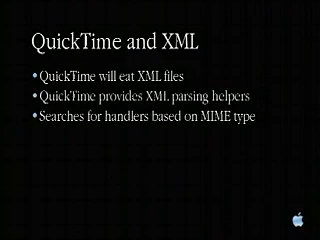 QuickTime and XML
• QuickTime will eat XML files
• QuickTime provides XML parsing helpers
• Searches for handlers based on MIME type